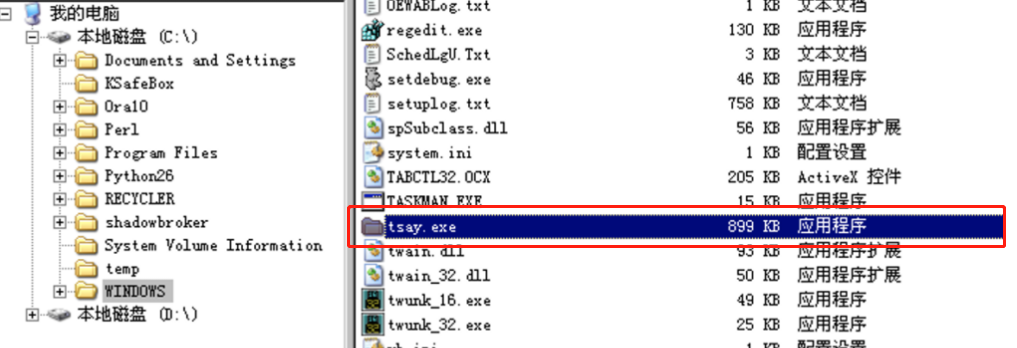 我的电脑
本地磁盘 (C:\)
Documents and Settings
KSafeBox
Ora10
Perl
Program Files
Python26
RECYCLER
shadowbroker
System Volume Information
temp
WINDOWS
本地磁盘 (D:\)
OEWABLog.txt 1 KB 文本文档
regedit.exe 130 KB 应用程序
SchedLgU.Txt 3 KB 文本文档
setdebug.exe 46 KB 应用程序
setuplog.txt 758 KB 文本文档
spSubclass.dll 56 KB 应用程序扩展
system.ini 1 KB 配置设置
TABCTL32.OCX 205 KB ActiveX 控件
TASKMAN.EXE 15 KB 应用程序
tsay.exe 899 KB 应用程序
twain.dll 93 KB 应用程序扩展
twain_32.dll 50 KB 应用程序扩展
twunk_16.exe 49 KB 应用程序
twunk_32.exe 25 KB 应用程序
1 KB 配置设置